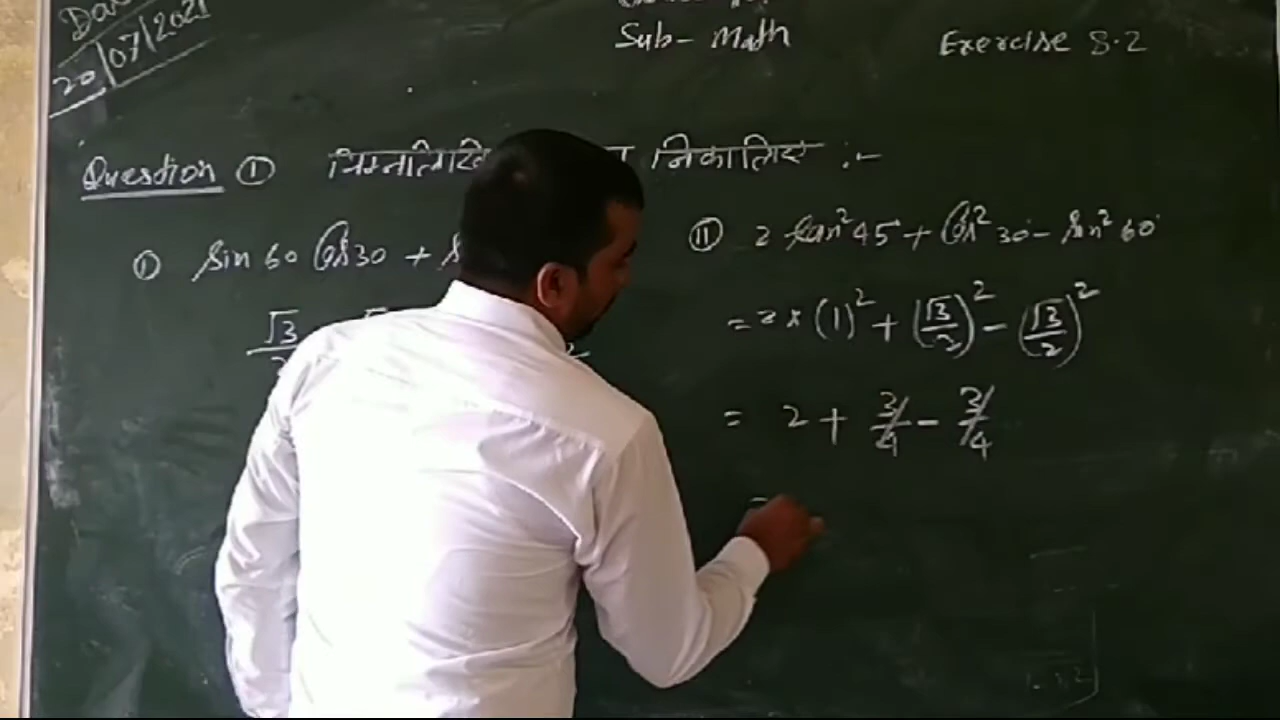 20/07/2021
Sub- Math
Exercise 8.2
Question ① निकालिए :-
① Sin 60 Cos 30 +
② 2 tan² 45 + Cos² 30 - Sin² 60°
= 2 × (1)² + (√3/2)² - (√3/2)²
= 2 + 3/4 - 3/4
=